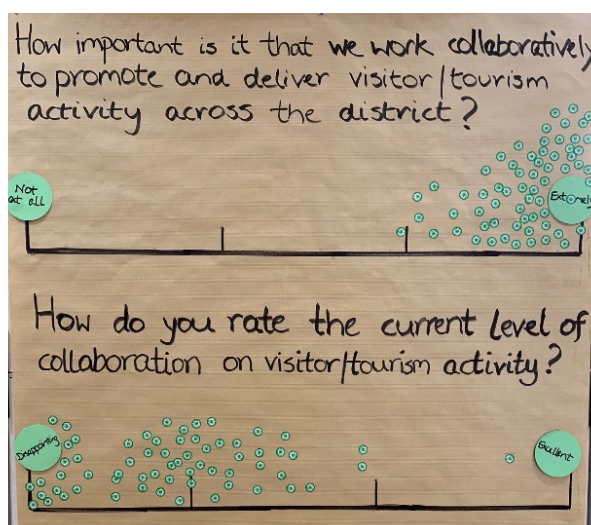 How important is it that we work collaboratively
to promote and deliver visitor/tourism
activity across the district?
Not
at all
Extremely
How do you rate the current level of
collaboration on visitor/tourism activity?
Disappointing
Excellent